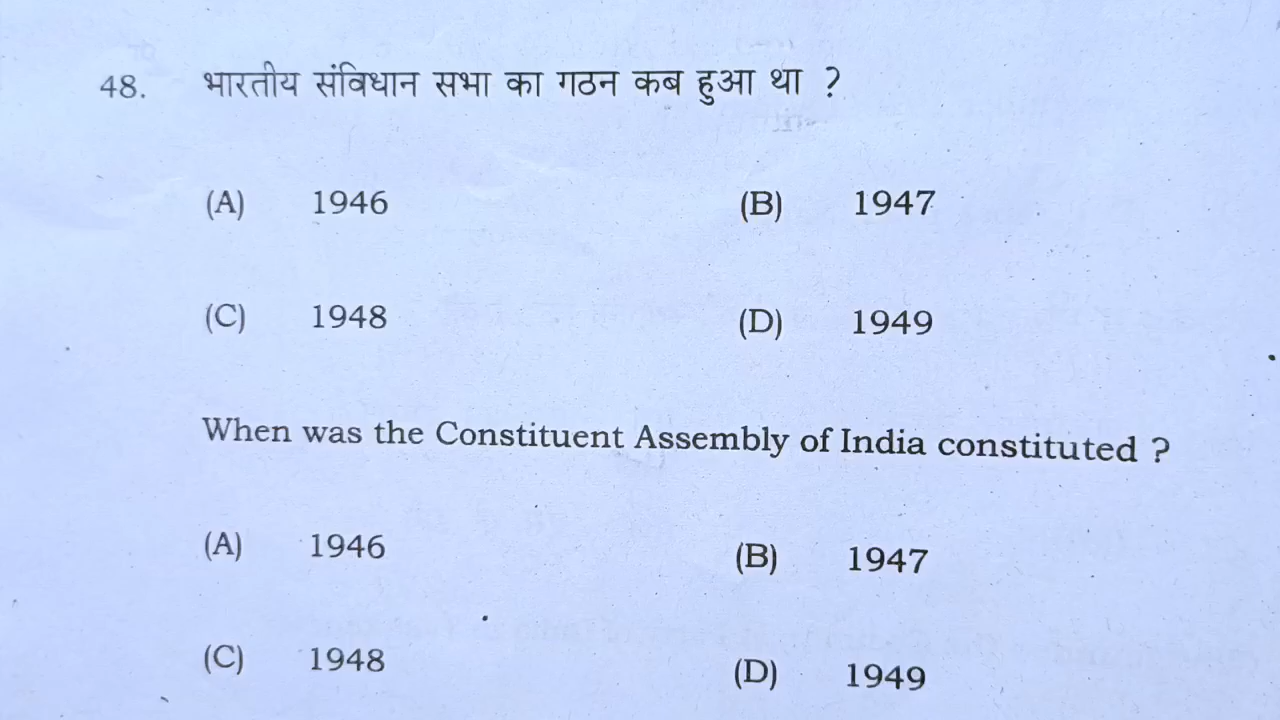 48. भारतीय संविधान सभा का गठन कब हुआ था ?
(A) 1946 (B) 1947
(C) 1948 (D) 1949
When was the Constituent Assembly of India constituted ?
(A) 1946 (B) 1947
(C) 1948 (D) 1949